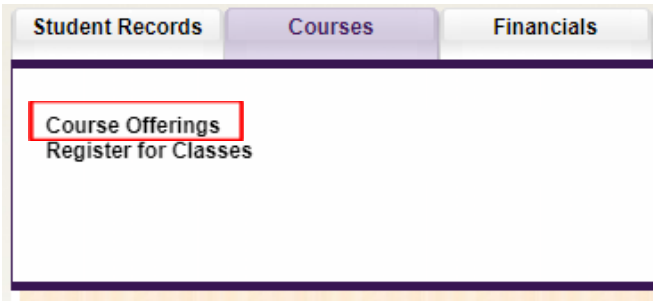 Student Records Courses Financials
Course Offerings
Register for Classes